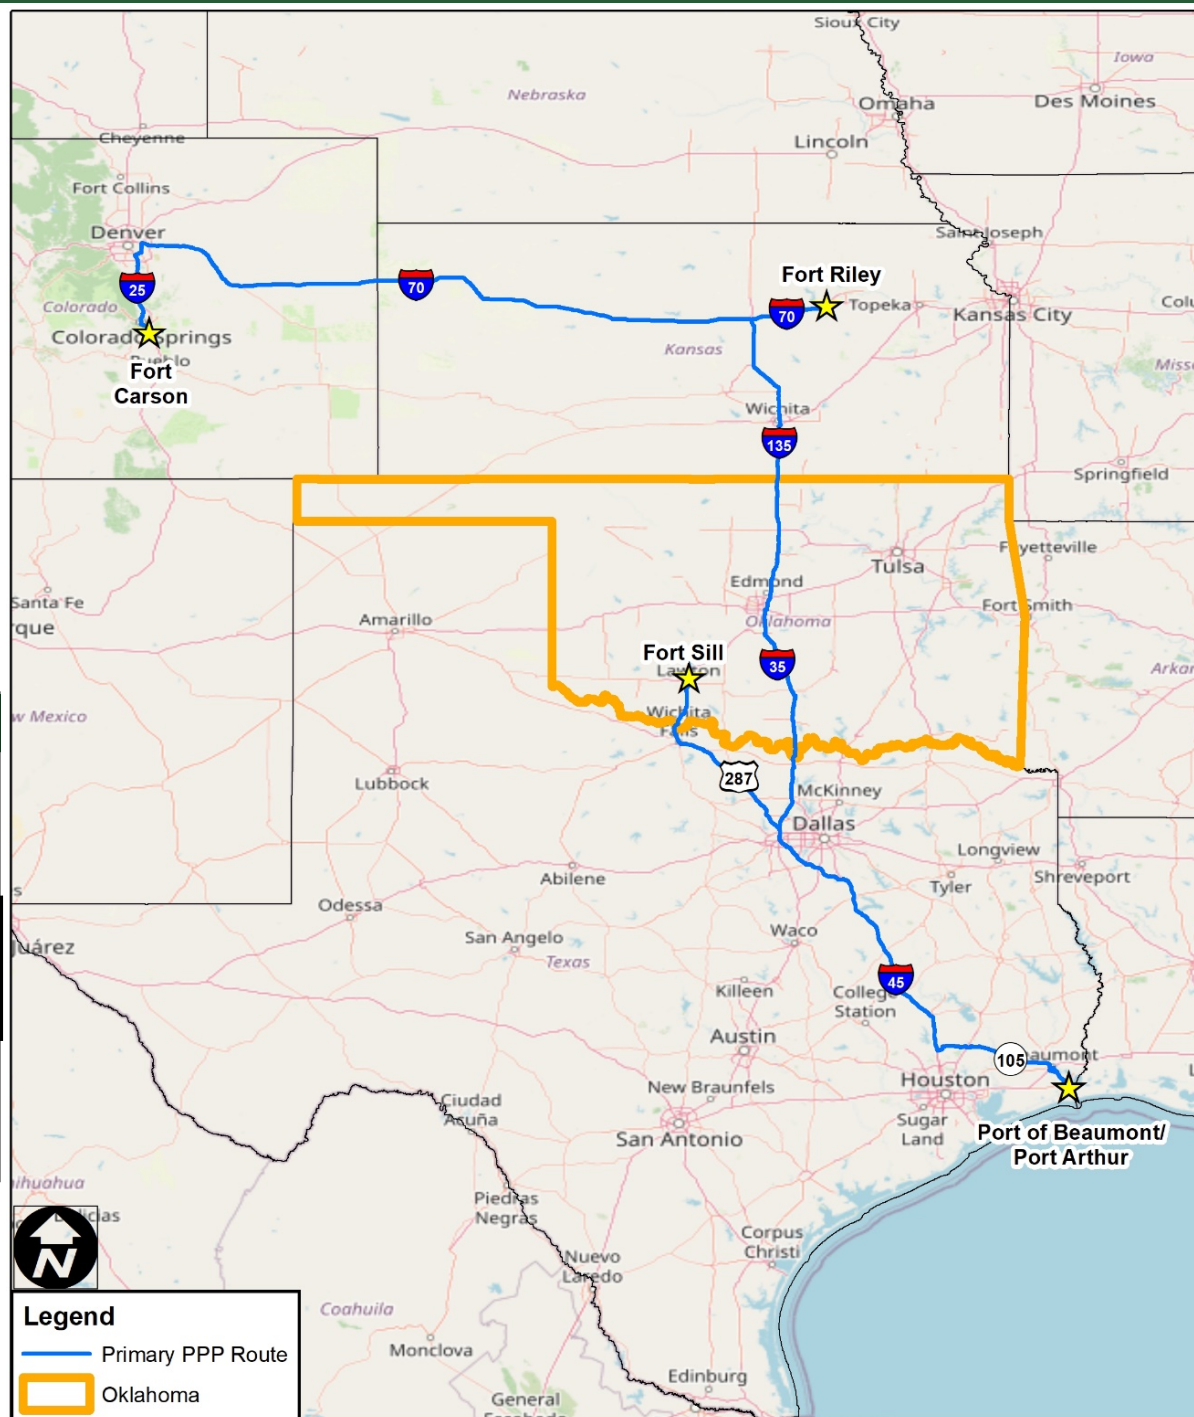 Sioux City
Iowa
Nebraska
Omaha
Des Moines
Lincoln
Cheyenne
Fort Collins
Denver
Saint Joseph
25
Fort Riley
70
Colorado
70
Topeka
Colorado Springs
Kansas City
Pueblo
Kansas
Fort
Carson
Wichita
135
Springfield
Fayetteville
Tulsa
Edmond
Santa Fe
Fort Smith
Amarillo
Oklahoma
Fort Sill
Lawton
35
Wichita
Falls
Lubbock
287
McKinney
Dallas
Longview
Abilene
Tyler
Shreveport
Odessa
Waco
San Angelo
Juárez
Texas
45
Killeen
College
Station
Austin
105
Houston
New Braunfels
Ciudad
Acuña
Sugar
Land
San Antonio
Port of Beaumont/
Port Arthur
Piedras
Negras
N
Corpus
Christi
Nuevo
Laredo
Coahuila
Monclova
Edinburg
General
Legend
Primary PPP Route
Oklahoma